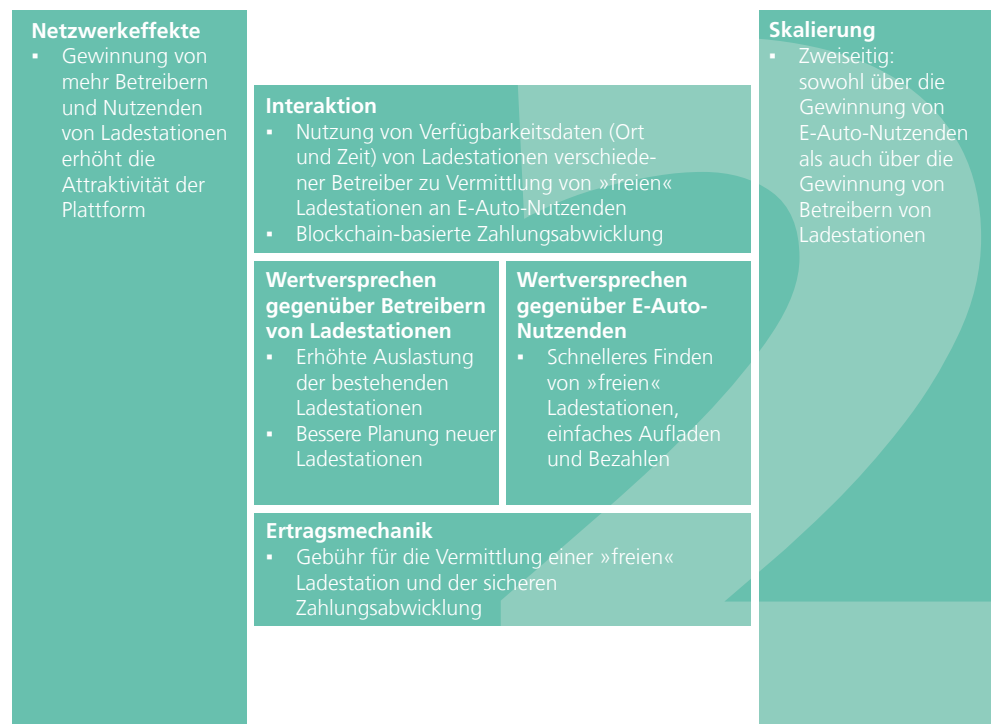 Netzwerkeffekte
▪ Gewinnung von
mehr Betreibern
und Nutzenden
von Ladestationen
erhöht die
Attraktivität der
Plattform
Interaktion
▪ Nutzung von Verfügbarkeitsdaten (Ort
und Zeit) von Ladestationen verschiede-
ner Betreiber zu Vermittlung von »freien«
Ladestationen an E-Auto-Nutzenden
▪ Blockchain-basierte Zahlungsabwicklung
Wertversprechen
gegenüber Betreibern
von Ladestationen
▪ Erhöhte Auslastung
der bestehenden
Ladestationen
▪ Bessere Planung neuer
Ladestationen
Wertversprechen
gegenüber E-Auto-
Nutzenden
▪ Schnelleres Finden
von »freien«
Ladestationen,
einfaches Aufladen
und Bezahlen
Ertragsmechanik
▪ Gebühr für die Vermittlung einer »freien«
Ladestation und der sicheren
Zahlungsabwicklung
Skalierung
▪ Zweiseitig:
sowohl über die
Gewinnung von
E-Auto-Nutzenden
als auch über die
Gewinnung von
Betreibern von
Ladestationen
2